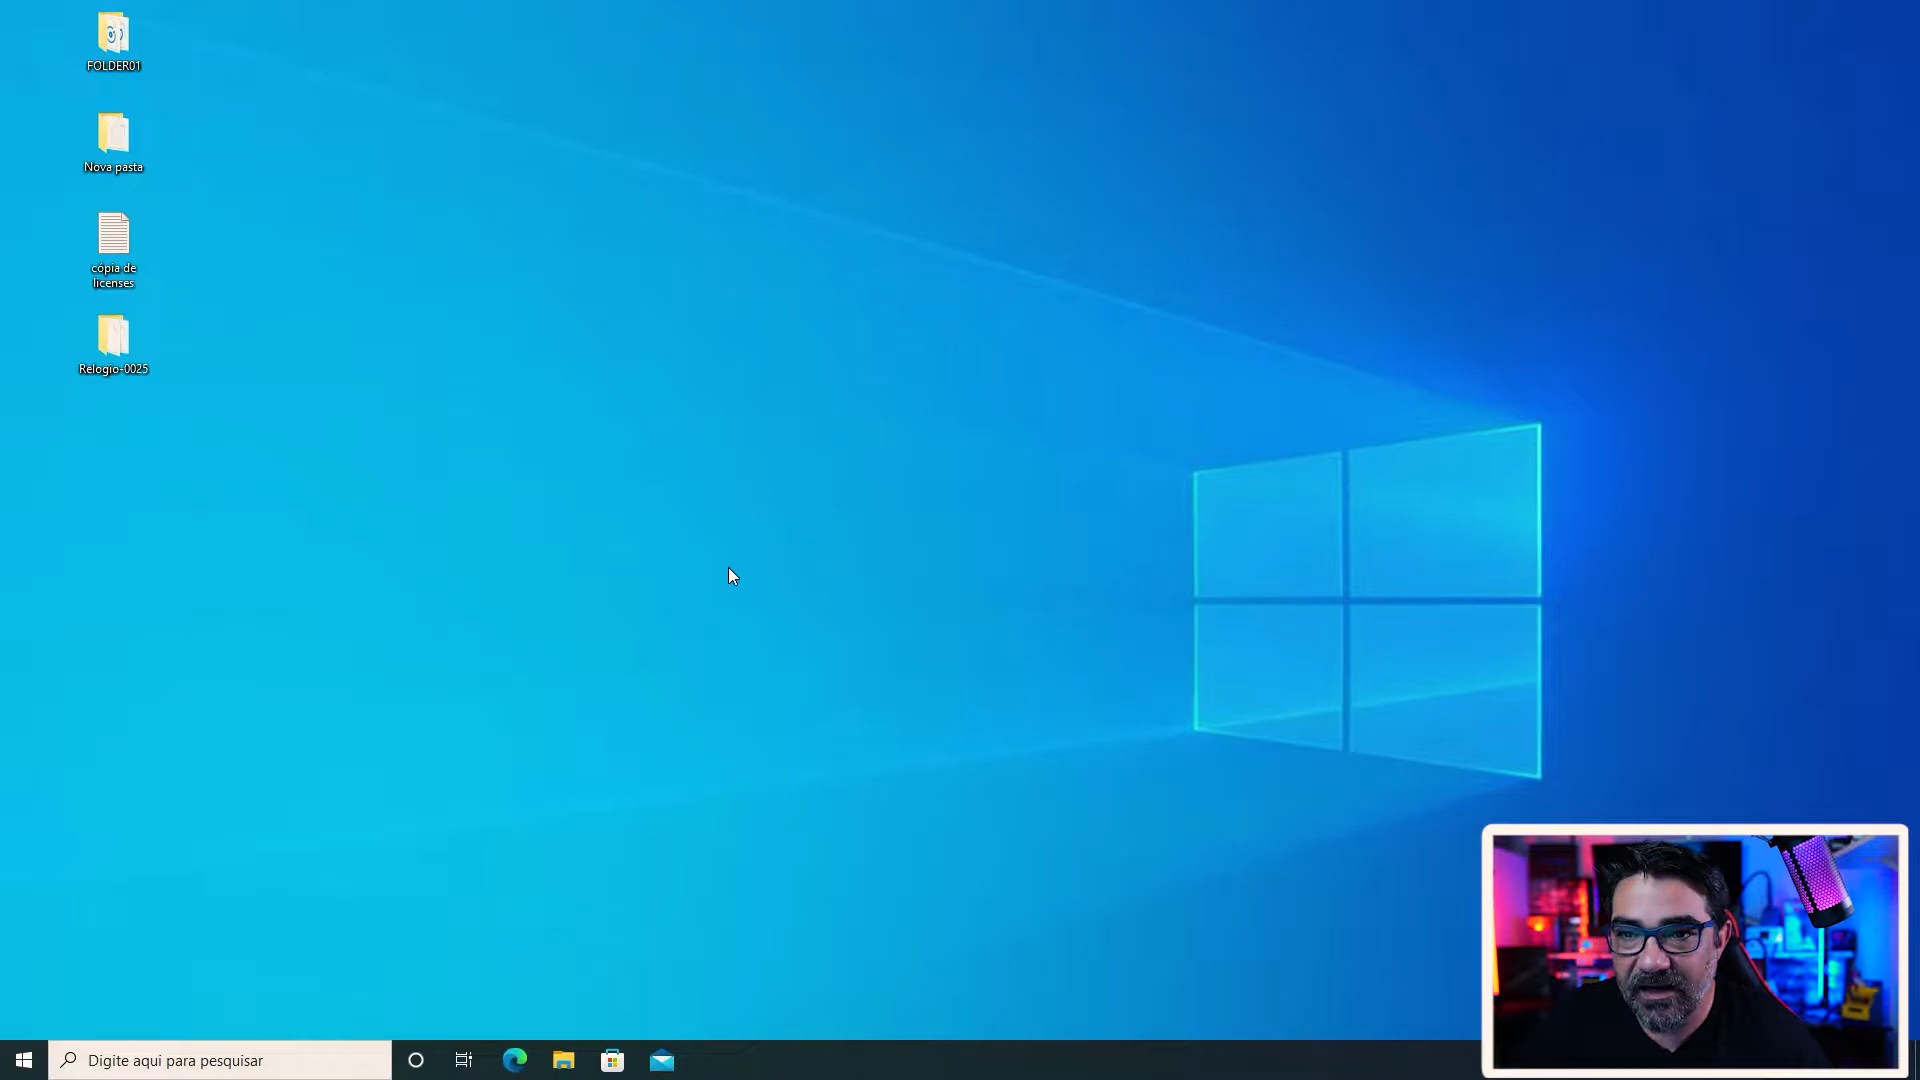 FOLDER01
Nova pasta
cópia de
licenses
Relogio-0025
Digite aqui para pesquisar